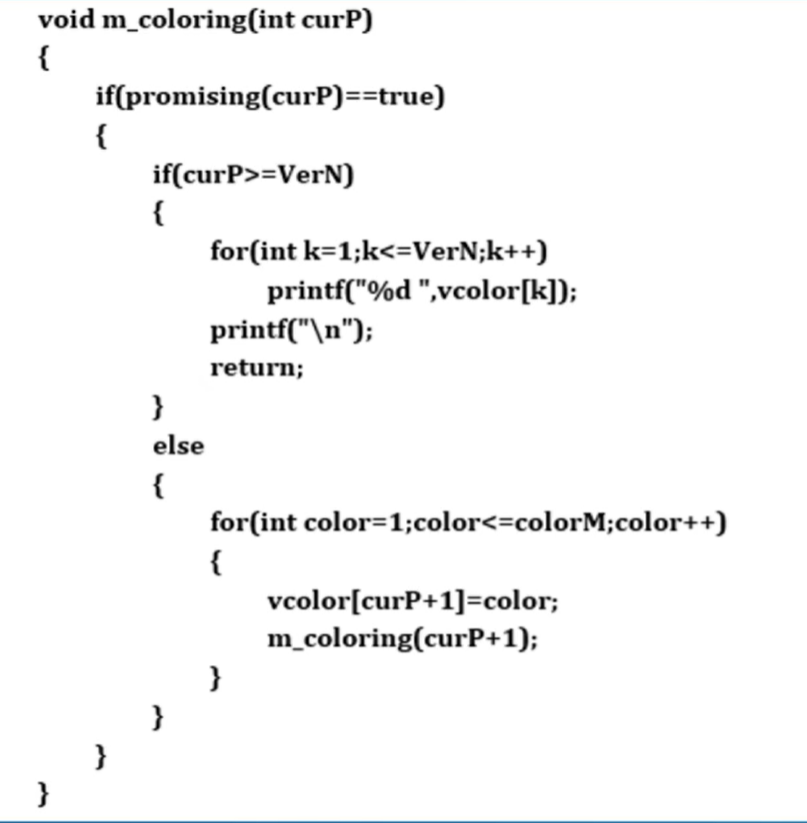 void m_coloring(int curP)
{
if(promising(curP)==true)
{
if(curP>=VerN)
{
for(int k=1;k<=VerN;k++)
printf("%d ",vcolor[k]);
printf("\n");
return;
}
else
{
for(int color=1;color<=colorM;color++)
{
vcolor[curP+1]=color;
m_coloring(curP+1);
}
}
}
}